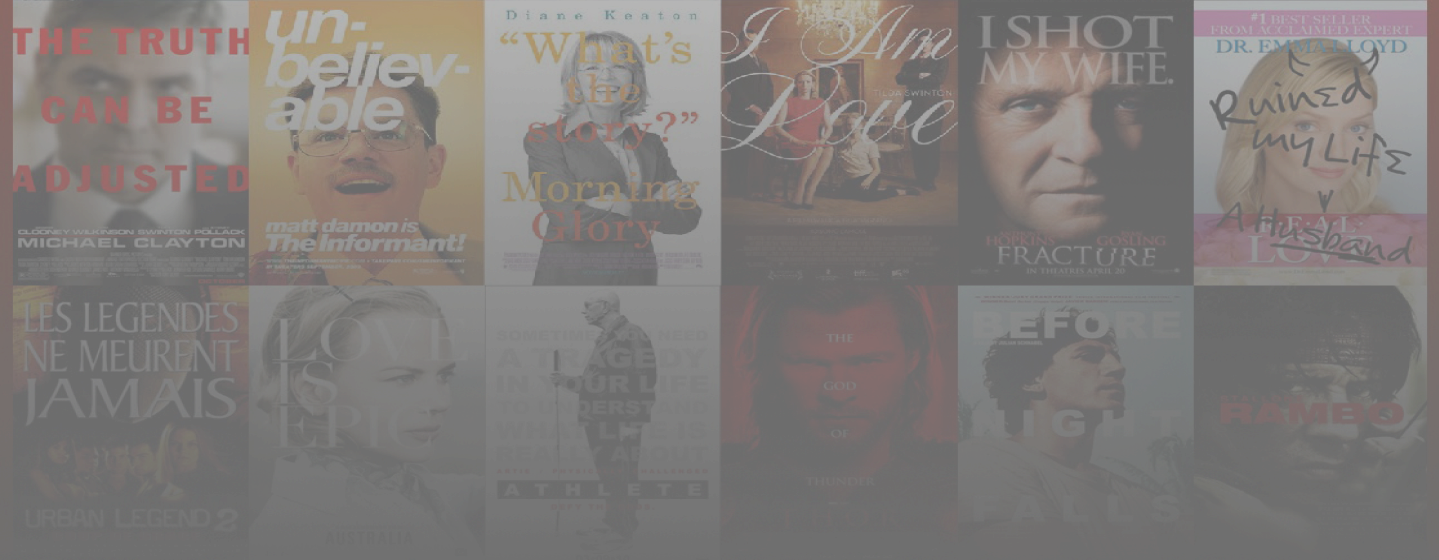 THE TRUTH
CAN BE
ADJUSTED
CLOONEY WILKINSON SWINTON POLLACK
MICHAEL CLAYTON
un-
believ-
able
matt damon is
The Informant!
Diane Keaton
“What’s
the
story?”
Morning
Glory
I Am
Love
TILDA SWINTON
I SHOT
MY WIFE.
HOPKINS GOSLING
FRACTURE
IN THEATRES APRIL 20
#1 BEST SELLER
FROM ACCLAIMED EXPERT
DR. EMMA LLOYD
Ruined
my Life
A Husband
REAL
LOVE
LES LEGENDES
NE MEURENT
JAMAIS
URBAN LEGEND 2
LOVE
IS
EPIC
AUSTRALIA
SOMETIMES YOU NEED
A TRAGEDY
IN YOUR LIFE
TO UNDERSTAND
WHAT LIFE IS
REALLY ABOUT
ATHLETE
THE
GOD
OF
THUNDER
BEFORE
NIGHT
FALLS
RAMBO